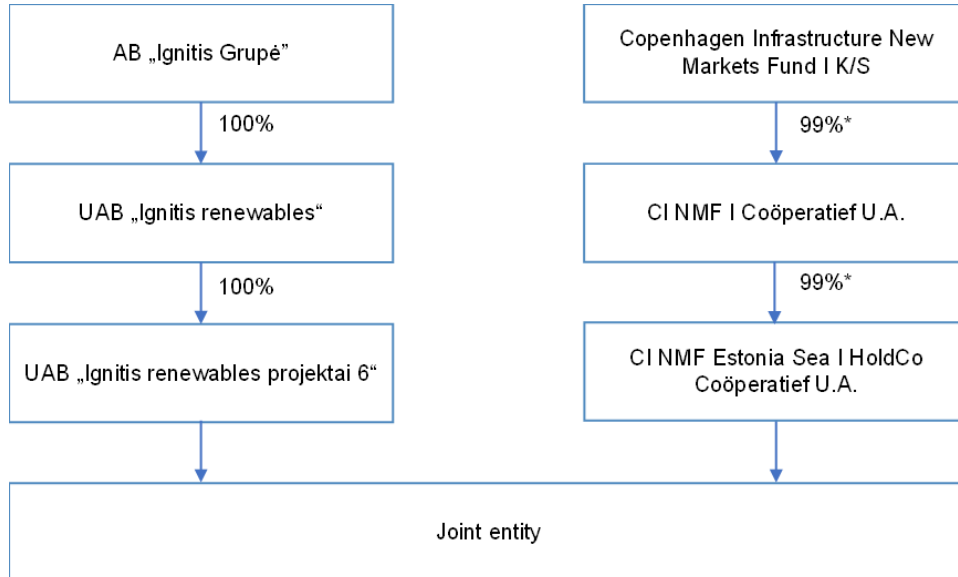 AB „Ignitis Grupė”
100%
UAB „Ignitis renewables“
100%
UAB „Ignitis renewables projektai 6“
Copenhagen Infrastructure New
Markets Fund I K/S
99%*
CI NMF I Coöperatief U.A.
99%*
CI NMF Estonia Sea I HoldCo
Coöperatief U.A.
Joint entity